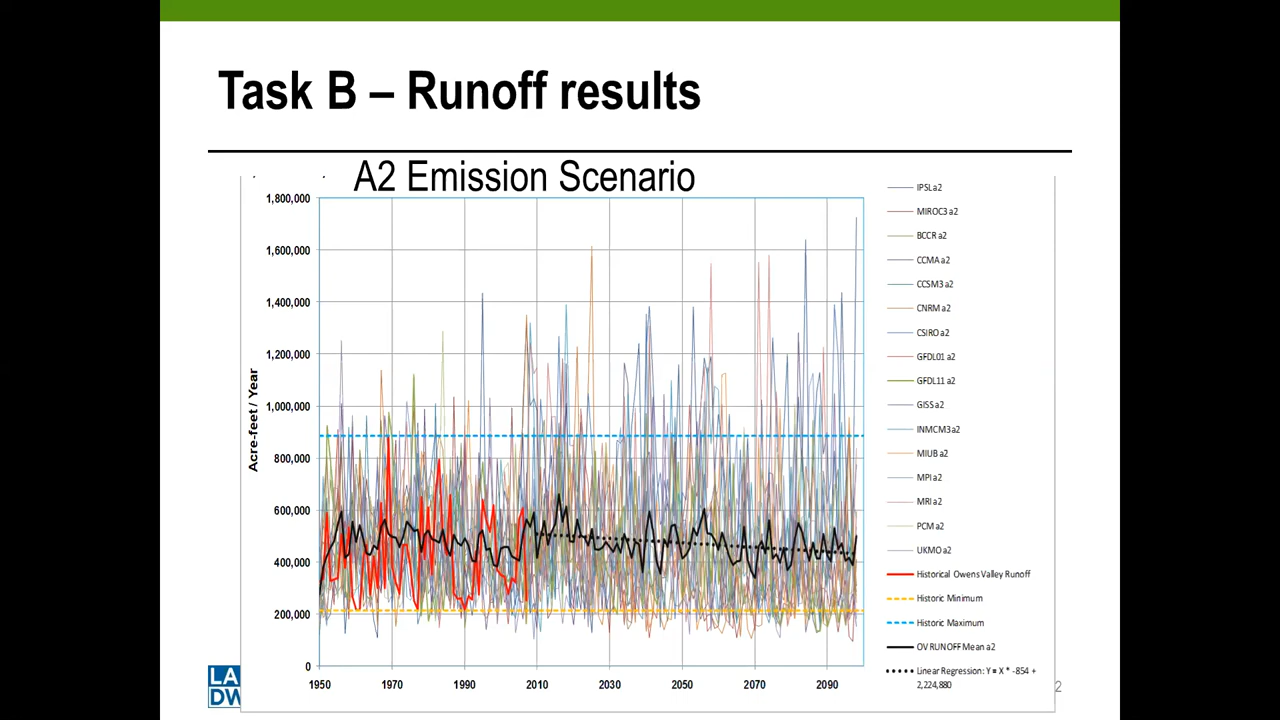 Task B – Runoff results
A2 Emission Scenario
Acre-feet / Year
1,800,000
1,600,000
1,400,000
1,200,000
1,000,000
800,000
600,000
400,000
200,000
0
1950
1970
1990
2010
2030
2050
2070
2090
IPSL a2
MIROC3 a2
BCCR a2
CCMA a2
CCSM3 a2
CNRM a2
CSIRO a2
GFDL01 a2
GFDL11 a2
GISS a2
INMCM3 a2
MIUB a2
MPI a2
MRI a2
PCM a2
UKMO a2
Historical Owens Valley Runoff
Historic Minimum
Historic Maximum
OV RUNOFF Mean a2
Linear Regression: Y = X * -854 +
2,224,880
LA
DW
2